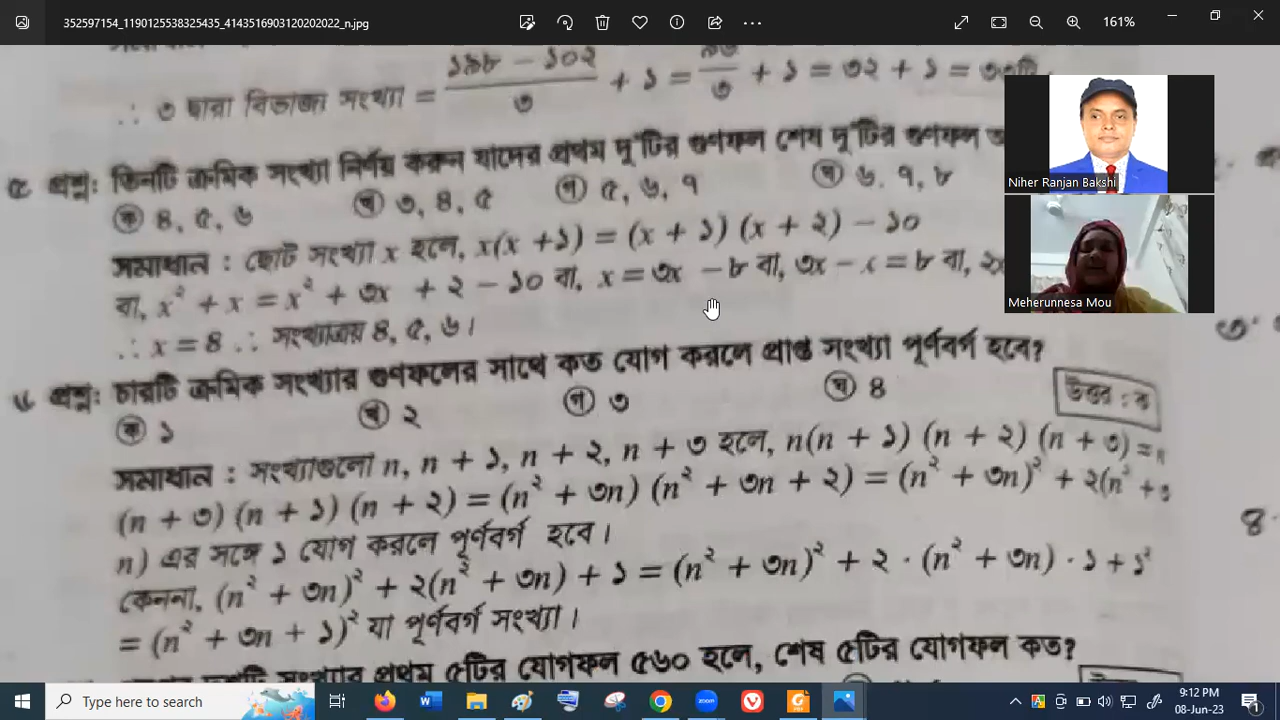 352597154_1190125538325435_4143516903120202022_n.jpg
161%
∴ ৩ দ্বারা বিভাজ্য সংখ্যা = ১৯৮ – ১০২ / ৩ + ১ = ৯৬ / ৩ + ১ = ৩২ + ১ = ৩৩টি
৫ প্রশ্ন: তিনটি ক্রমিক সংখ্যা নির্ণয় করুন যাদের প্রথম দু'টির গুণফল শেষ দু'টির গুণফল
ক ৪, ৫, ৬ খ ৩, ৪, ৫ গ ৫, ৬, ৭ ঘ ৬, ৭, ৮
সমাধান : ছোট সংখ্যা x হলে, x(x +১) = (x + ১) (x + ২) – ১০
বা, x² + x = x² + ৩x + ২ – ১০ বা, x = ৩x – ৮ বা, ৩x – x = ৮ বা, ২x
∴ x = ৪ ∴ সংখ্যাত্রয় ৪, ৫, ৬।
৬ প্রশ্ন: চারটি ক্রমিক সংখ্যার গুণফলের সাথে কত যোগ করলে প্রাপ্ত সংখ্যা পূর্ণবর্গ হবে?
ক ১ খ ২ গ ৩ ঘ ৪ উত্তর : ক
সমাধান : সংখ্যাগুলো n, n + ১, n + ২, n + ৩ হলে, n(n + ১) (n + ২) (n + ৩) = n
(n + ৩) (n + ১) (n + ২) = (n² + ৩n) (n² + ৩n + ২) = (n² + ৩n)² + ২(n² + ৩
n) এর সঙ্গে ১ যোগ করলে পূর্ণবর্গ হবে।
কেননা, (n² + ৩n)² + ২(n² + ৩n) + ১ = (n² + ৩n)² + ২ · (n² + ৩n) · ১ + ১²
= (n² + ৩n + ১)² যা পূর্ণবর্গ সংখ্যা।
সংখ্যার প্রথম ৫টির যোগফল ৫৬০ হলে, শেষ ৫টির যোগফল কত?
৪
Niher Ranjan Bakshi
Meherunnesa Mou
Type here to search
9:12 PM
08-Jun-23